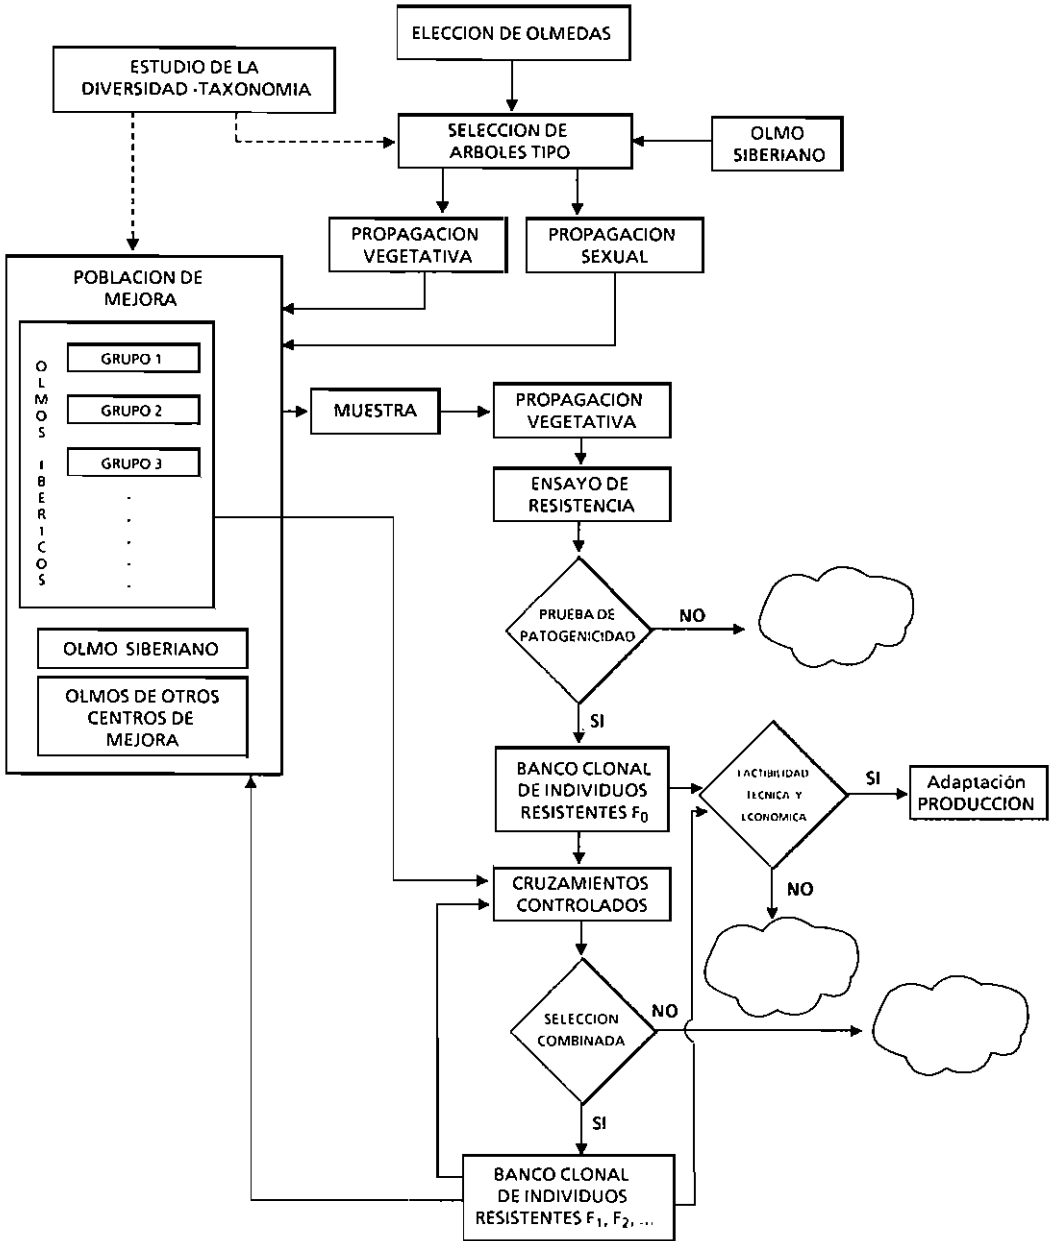 ELECCION DE OLMEDAS
ESTUDIO DE LA
DIVERSIDAD - TAXONOMIA
SELECCION DE
ARBOLES TIPO
OLMO
SIBERIANO
PROPAGACION
VEGETATIVA
PROPAGACION
SEXUAL
POBLACION DE
MEJORA
OLMOS IBERICOS
GRUPO 1
GRUPO 2
GRUPO 3
.
.
.
.
.
OLMO SIBERIANO
OLMOS DE OTROS
CENTROS DE
MEJORA
MUESTRA
PROPAGACION
VEGETATIVA
ENSAYO DE
RESISTENCIA
PRUEBA DE
PATOGENICIDAD
NO
SI
BANCO CLONAL
DE INDIVIDUOS
RESISTENTES F0
FACTIBILIDAD
TECNICA Y
ECONOMICA
SI
Adaptación
PRODUCCION
NO
CRUZAMIENTOS
CONTROLADOS
SELECCION
COMBINADA
NO
SI
BANCO CLONAL
DE INDIVIDUOS
RESISTENTES F1, F2, ...